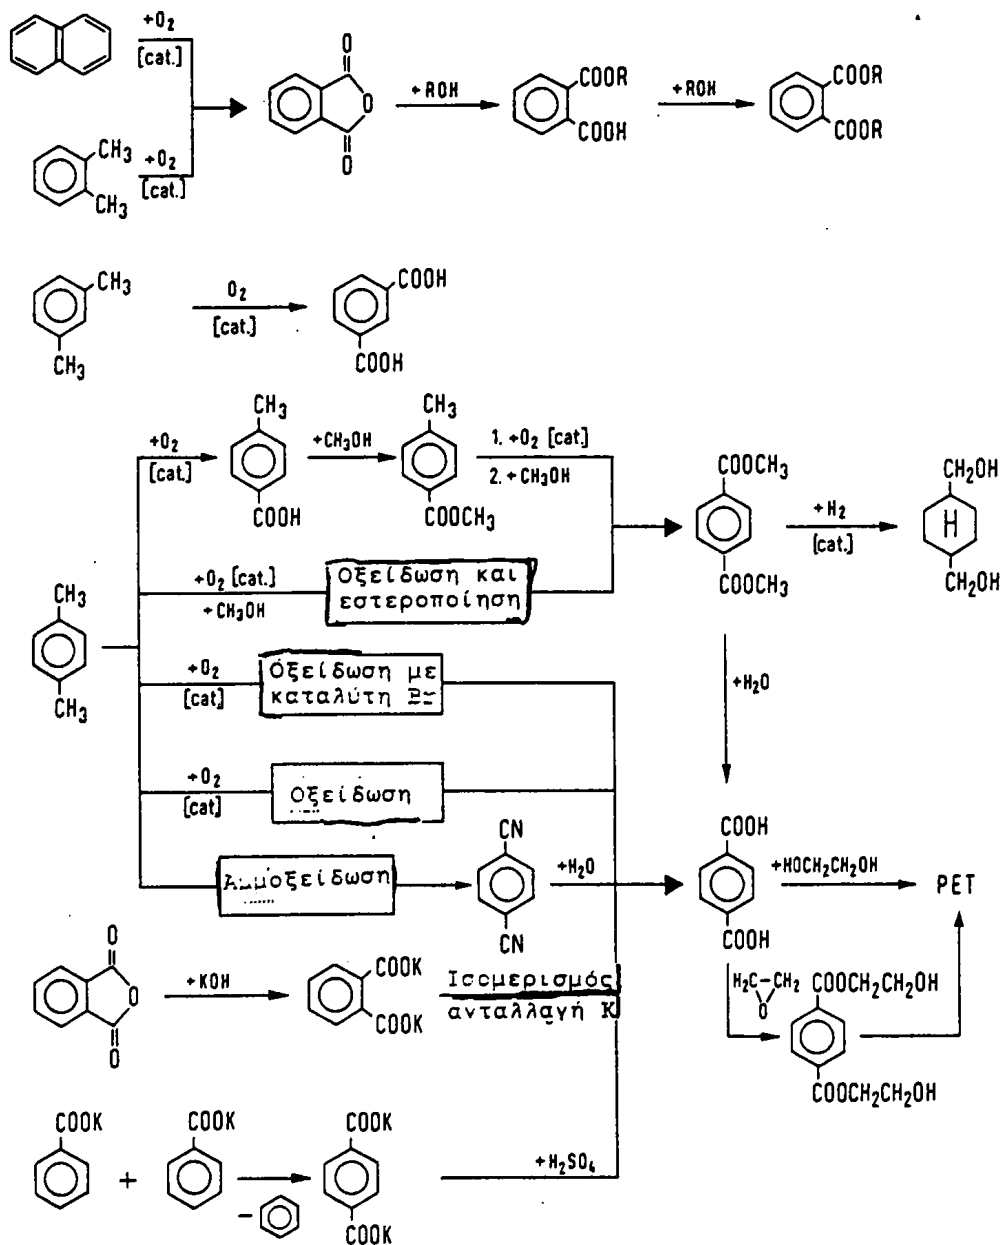 +O₂
[cat.]
CH₃
CH₃
+O₂
[cat.]
O
O
O
+ROH
COOR
COOH
+ROH
COOR
COOR
CH₃
CH₃
O₂
[cat.]
COOH
COOH
+O₂
[cat.]
CH₃
COOH
+CH₃OH
CH₃
COOCH₃
1. +O₂ [cat]
2. +CH₃OH
COOCH₃
COOCH₃
+H₂
[cat.]
CH₂OH
H
CH₂OH
CH₃
CH₃
+O₂ [cat.]
+CH₃OH
Οξείδωση και
εστεροποίηση
+O₂
[cat]
Οξείδωση με
καταλύτη Br
+H₂O
+O₂
[cat]
Οξείδωση
Αμμοξείδωση
CN
CN
+H₂O
COOH
COOH
+HOCH₂CH₂OH
PET
O
O
O
+KOH
COOK
COOK
Ισομερισμός
ανταλλαγή Κ
H₂C
CH₂
O
COOCH₂CH₂OH
COOCH₂CH₂OH
COOK
+
COOK
−
COOK
COOK
+H₂SO₄